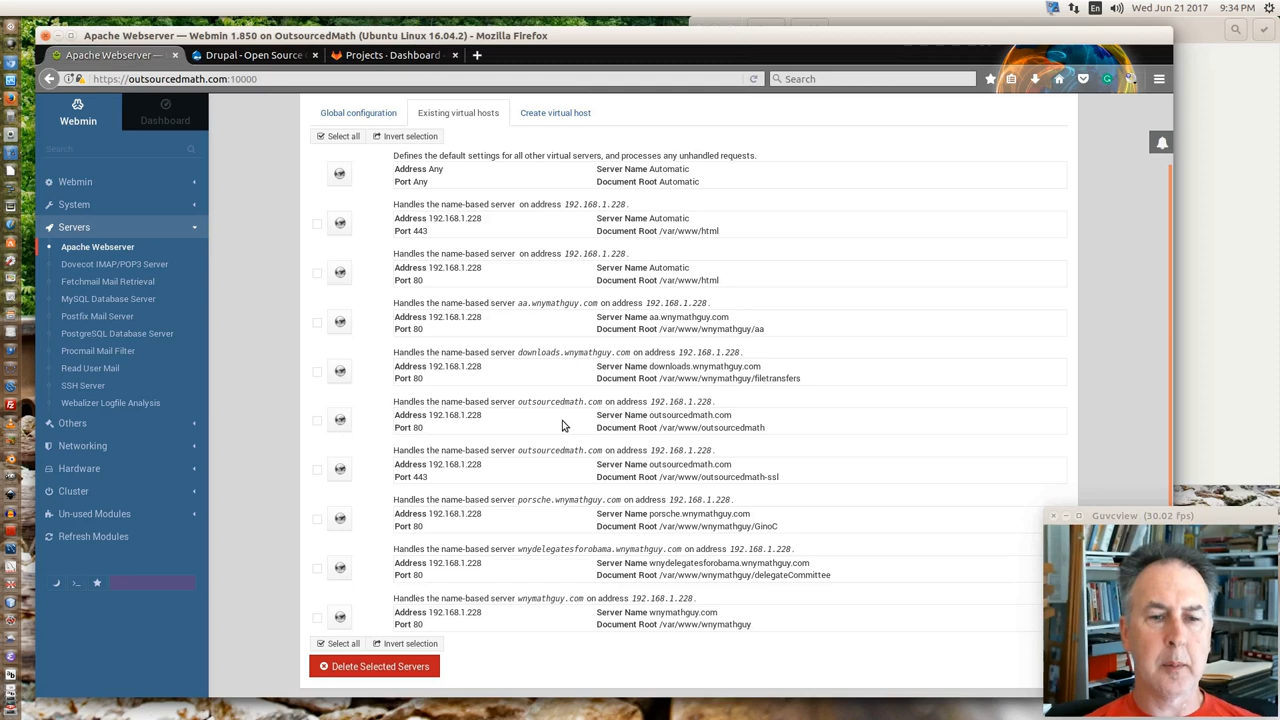 En
Wed Jun 21 2017
9:34 PM
Apache Webserver — Webmin 1.850 on OutsourcedMath (Ubuntu Linux 16.04.2) - Mozilla Firefox
Apache Webserver —
Drupal - Open Source
Projects - Dashboard
https://outsourcedmath.com:10000
Search
Webmin
Dashboard
Search
Webmin
System
Servers
Apache Webserver
Dovecot IMAP/POP3 Server
Fetchmail Mail Retrieval
MySQL Database Server
Postfix Mail Server
PostgreSQL Database Server
Procmail Mail Filter
Read User Mail
SSH Server
Webalizer Logfile Analysis
Others
Networking
Hardware
Cluster
Un-used Modules
Refresh Modules
Global configuration Existing virtual hosts Create virtual host
Select all Invert selection
Defines the default settings for all other virtual servers, and processes any unhandled requests.
Address Any Server Name Automatic
Port Any Document Root Automatic
Handles the name-based server on address 192.168.1.228.
Address 192.168.1.228 Server Name Automatic
Port 443 Document Root /var/www/html
Handles the name-based server on address 192.168.1.228.
Address 192.168.1.228 Server Name Automatic
Port 80 Document Root /var/www/html
Handles the name-based server aa.wnymathguy.com on address 192.168.1.228.
Address 192.168.1.228 Server Name aa.wnymathguy.com
Port 80 Document Root /var/www/wnymathguy/aa
Handles the name-based server downloads.wnymathguy.com on address 192.168.1.228.
Address 192.168.1.228 Server Name downloads.wnymathguy.com
Port 80 Document Root /var/www/wnymathguy/filetransfers
Handles the name-based server outsourcedmath.com on address 192.168.1.228.
Address 192.168.1.228 Server Name outsourcedmath.com
Port 80 Document Root /var/www/outsourcedmath
Handles the name-based server outsourcedmath.com on address 192.168.1.228.
Address 192.168.1.228 Server Name outsourcedmath.com
Port 443 Document Root /var/www/outsourcedmath-ssl
Handles the name-based server porsche.wnymathguy.com on address 192.168.1.228.
Address 192.168.1.228 Server Name porsche.wnymathguy.com
Port 80 Document Root /var/www/wnymathguy/GinoC
Handles the name-based server wnydelegatesforobama.wnymathguy.com on address 192.168.1.228.
Address 192.168.1.228 Server Name wnydelegatesforobama.wnymathguy.com
Port 80 Document Root /var/www/wnymathguy/delegateCommittee
Handles the name-based server wnymathguy.com on address 192.168.1.228.
Address 192.168.1.228 Server Name wnymathguy.com
Port 80 Document Root /var/www/wnymathguy
Select all Invert selection
Delete Selected Servers
Guvcview (30.02 fps)